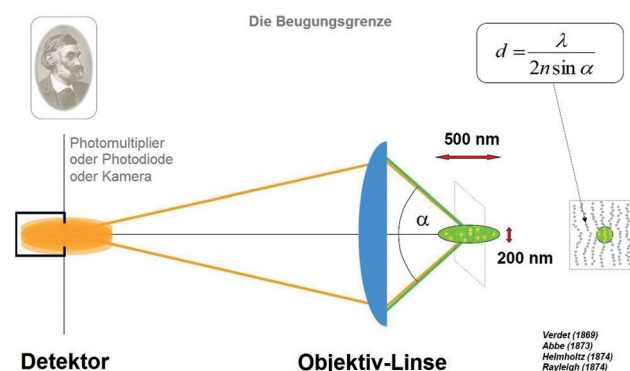 Die Beugungsgrenze
d = λ / 2n sin α
Photomultiplier
oder Photodiode
oder Kamera
500 nm
α
200 nm
Detektor
Objektiv-Linse
Verdet (1869)
Abbe (1873)
Helmholtz (1874)
Rayleigh (1874)